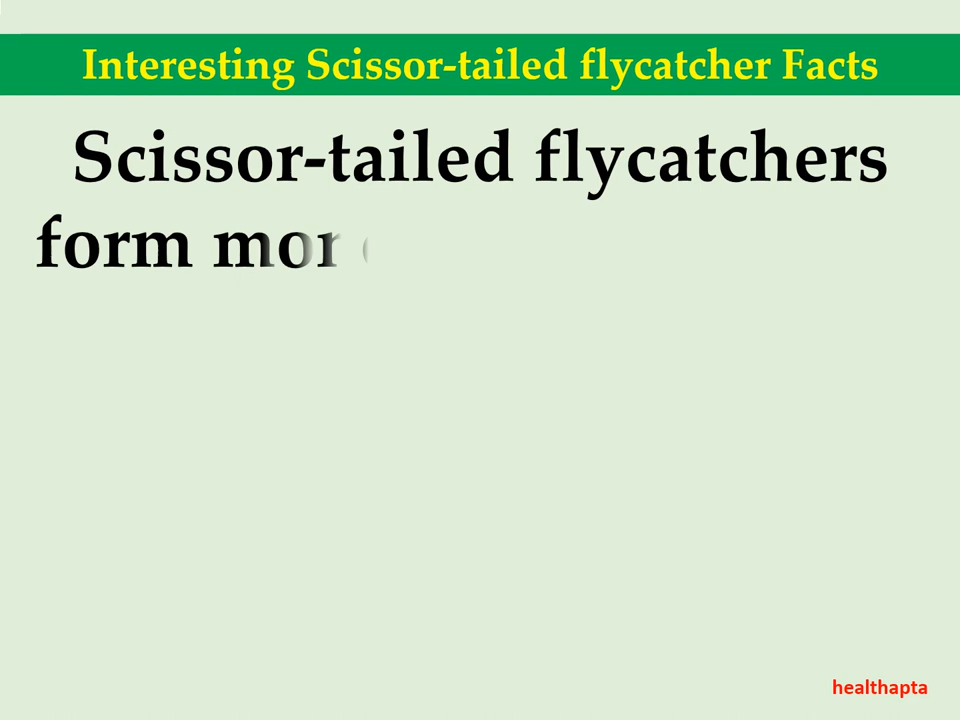 Interesting Scissor-tailed flycatcher Facts
Scissor-tailed flycatchers
form
healthapta